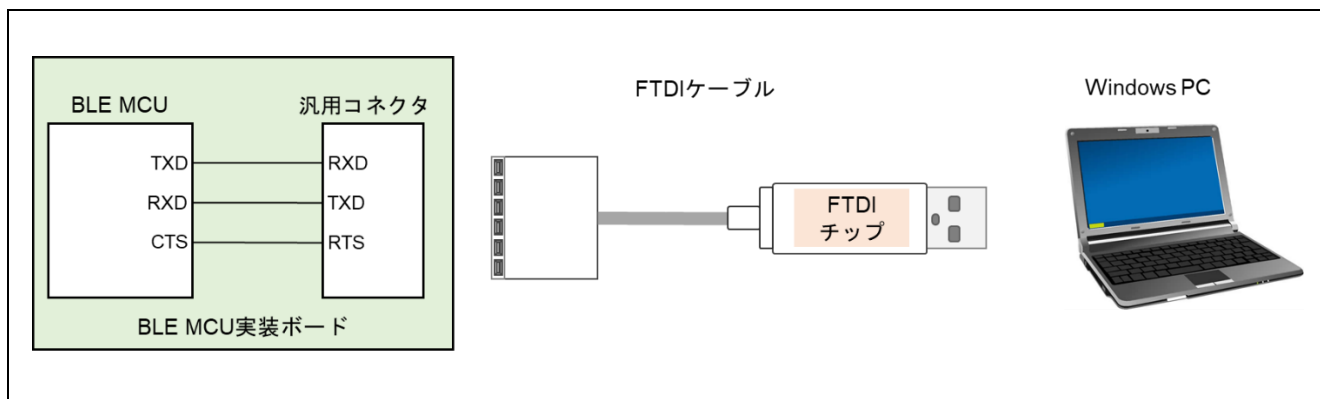 BLE MCU
汎用コネクタ
TXD
RXD
RXD
TXD
CTS
RTS
BLE MCU実装ボード
FTDIケーブル
FTDI
チップ
Windows PC